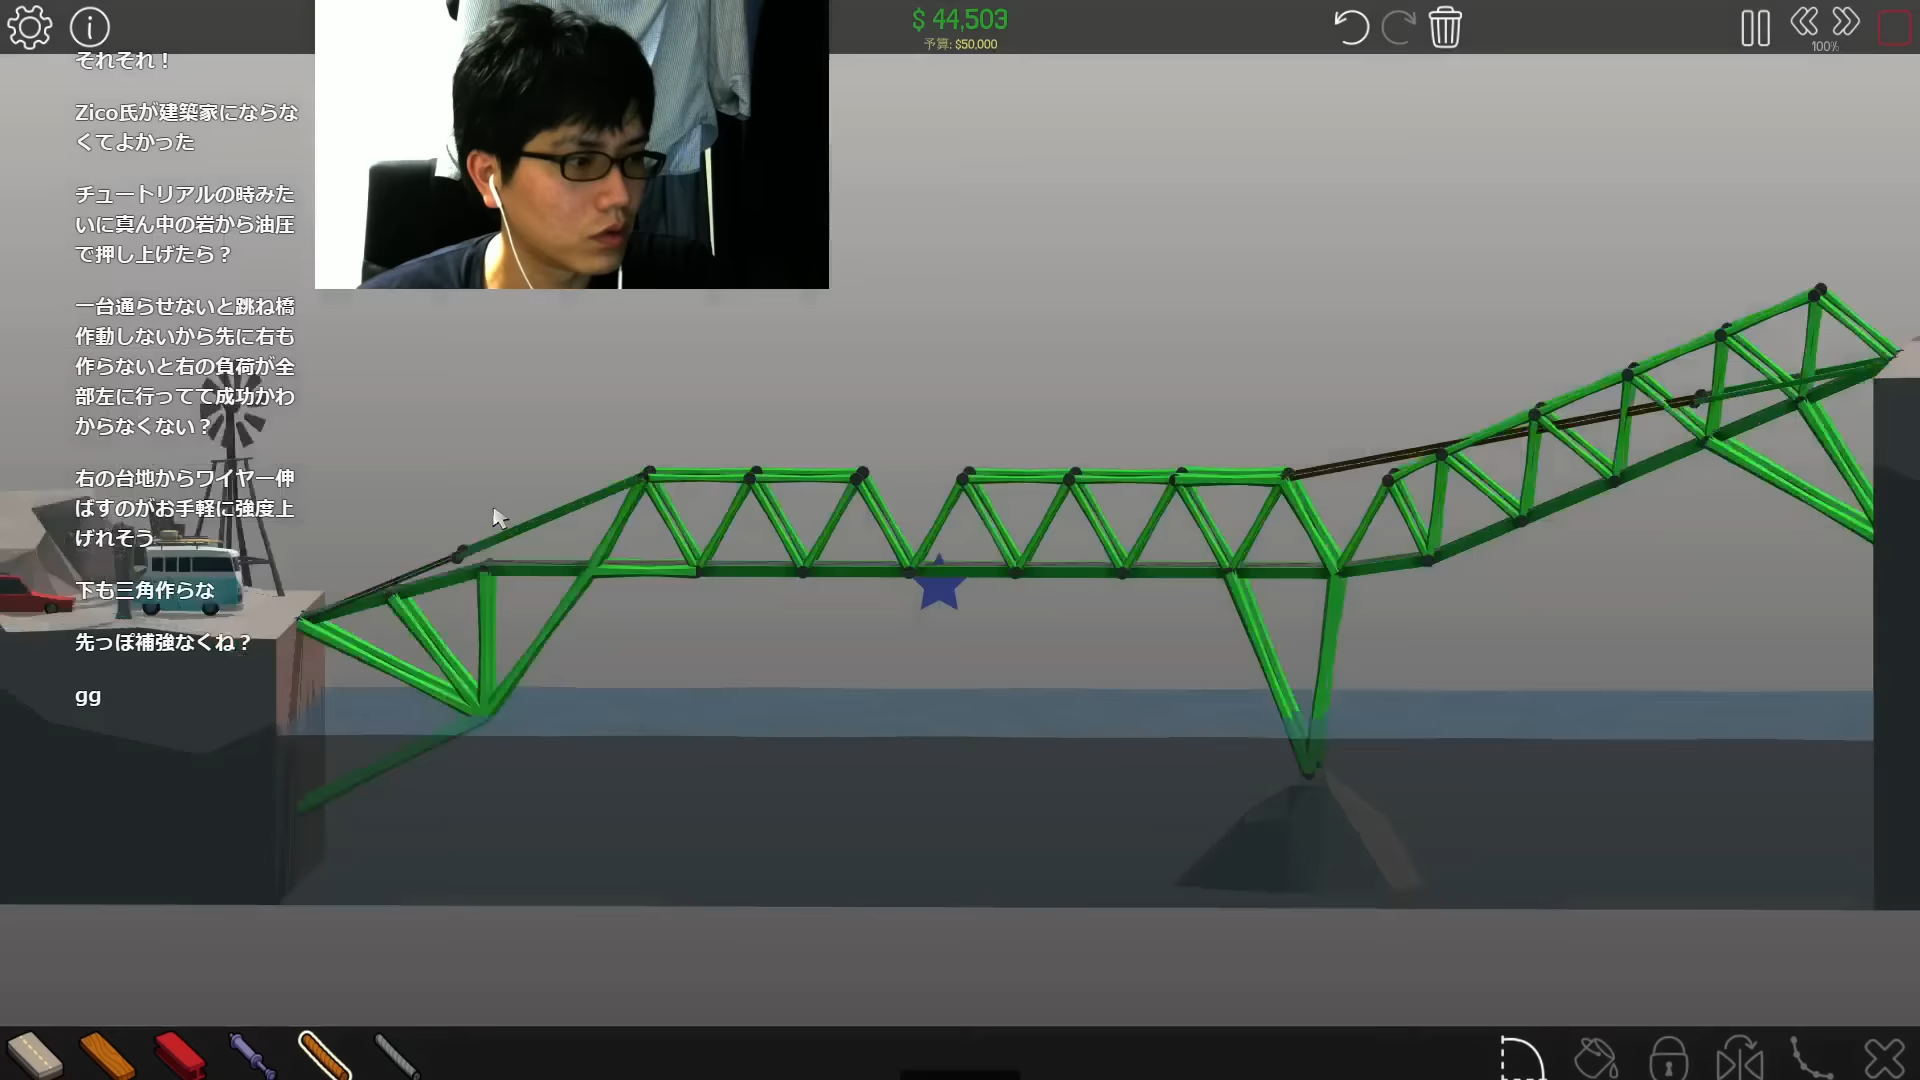 $ 44,503
予算: $50,000
100%
それそれ！
Zico氏が建築家にならな
くてよかった
チュートリアルの時みた
いに真ん中の岩から油圧
で押し上げたら？
一台通らせないと跳ね橋
作動しないから先に右も
作らないと右の負荷が全
部左に行ってて成功かわ
からなくない？
右の台地からワイヤー伸
ばすのがお手軽に強度上
げれそう
下も三角作らな
先っぽ補強なくね？
gg